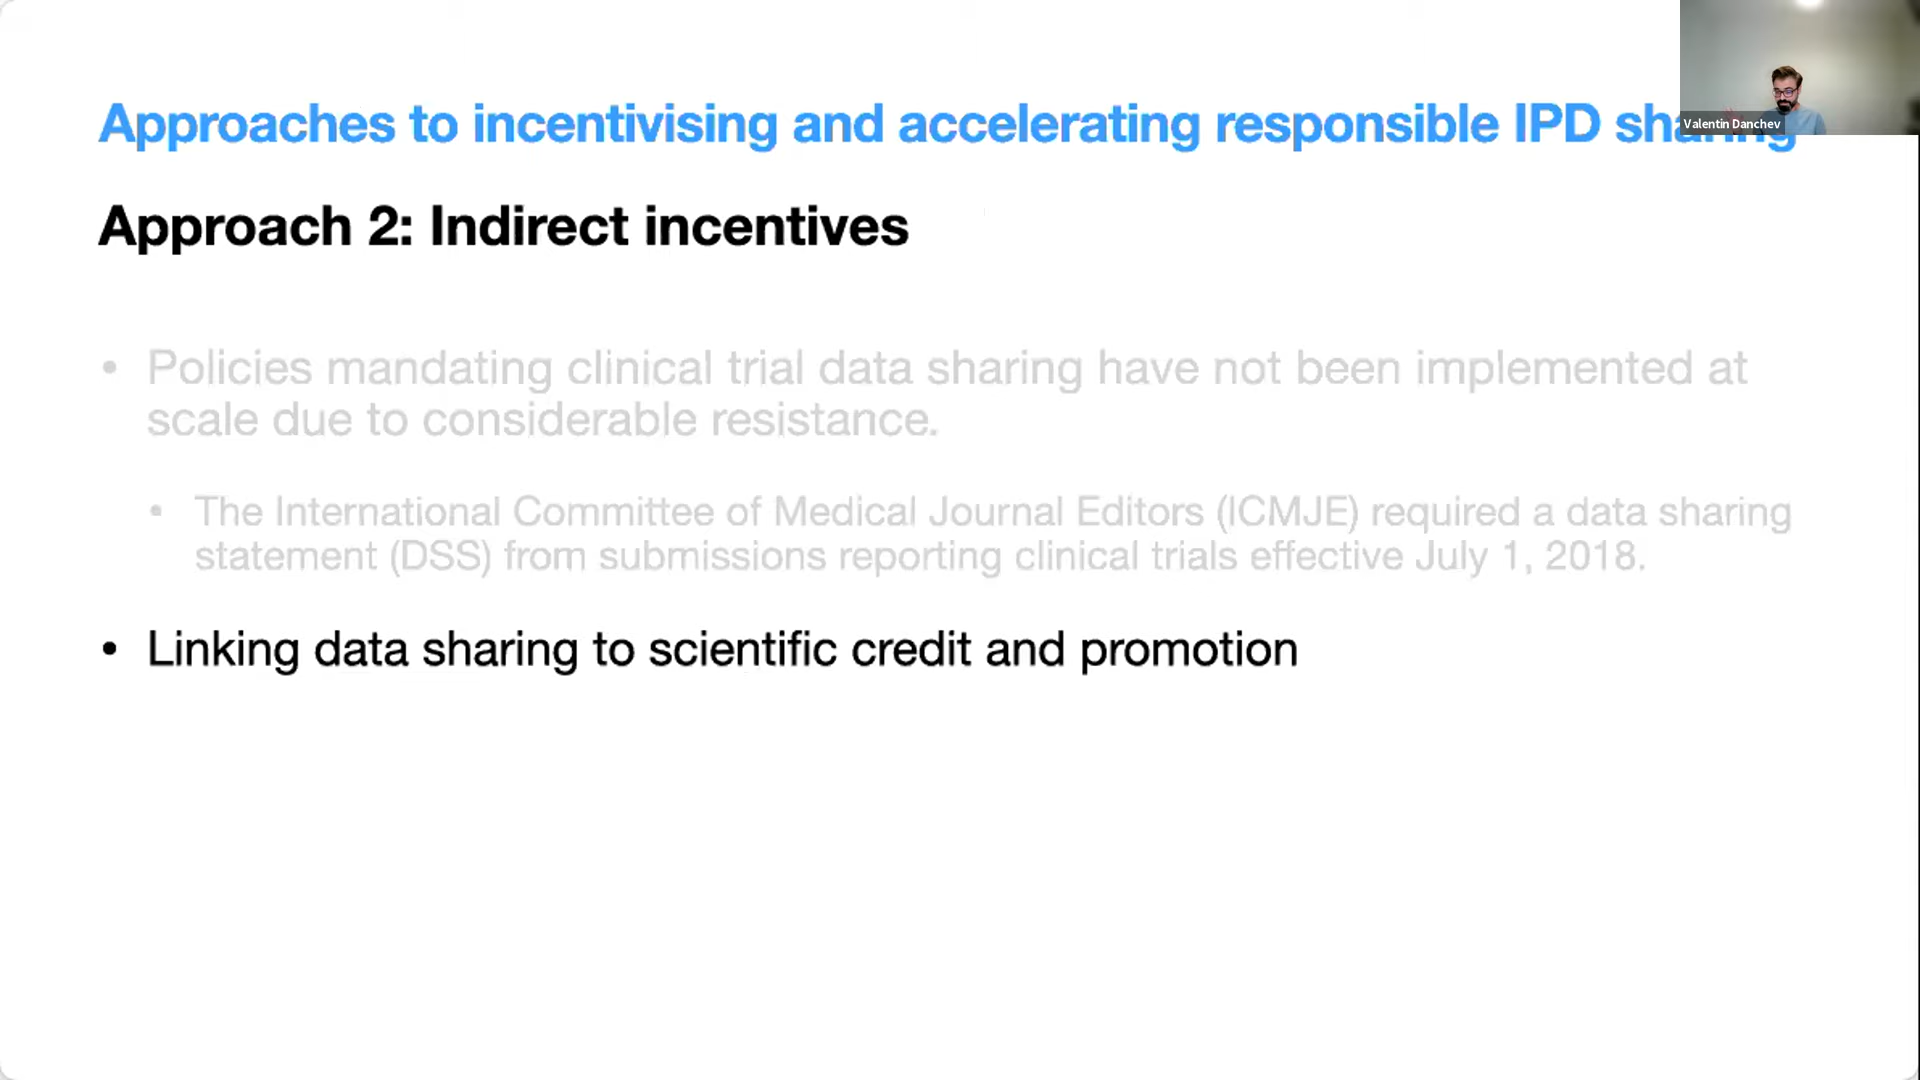 Approaches to incentivising and accelerating responsible IPD sharing
Valentin Danchev
Approach 2: Indirect incentives
• Policies mandating clinical trial data sharing have not been implemented at
scale due to considerable resistance.
• The International Committee of Medical Journal Editors (ICMJE) required a data sharing
statement (DSS) from submissions reporting clinical trials effective July 1, 2018.
• Linking data sharing to scientific credit and promotion